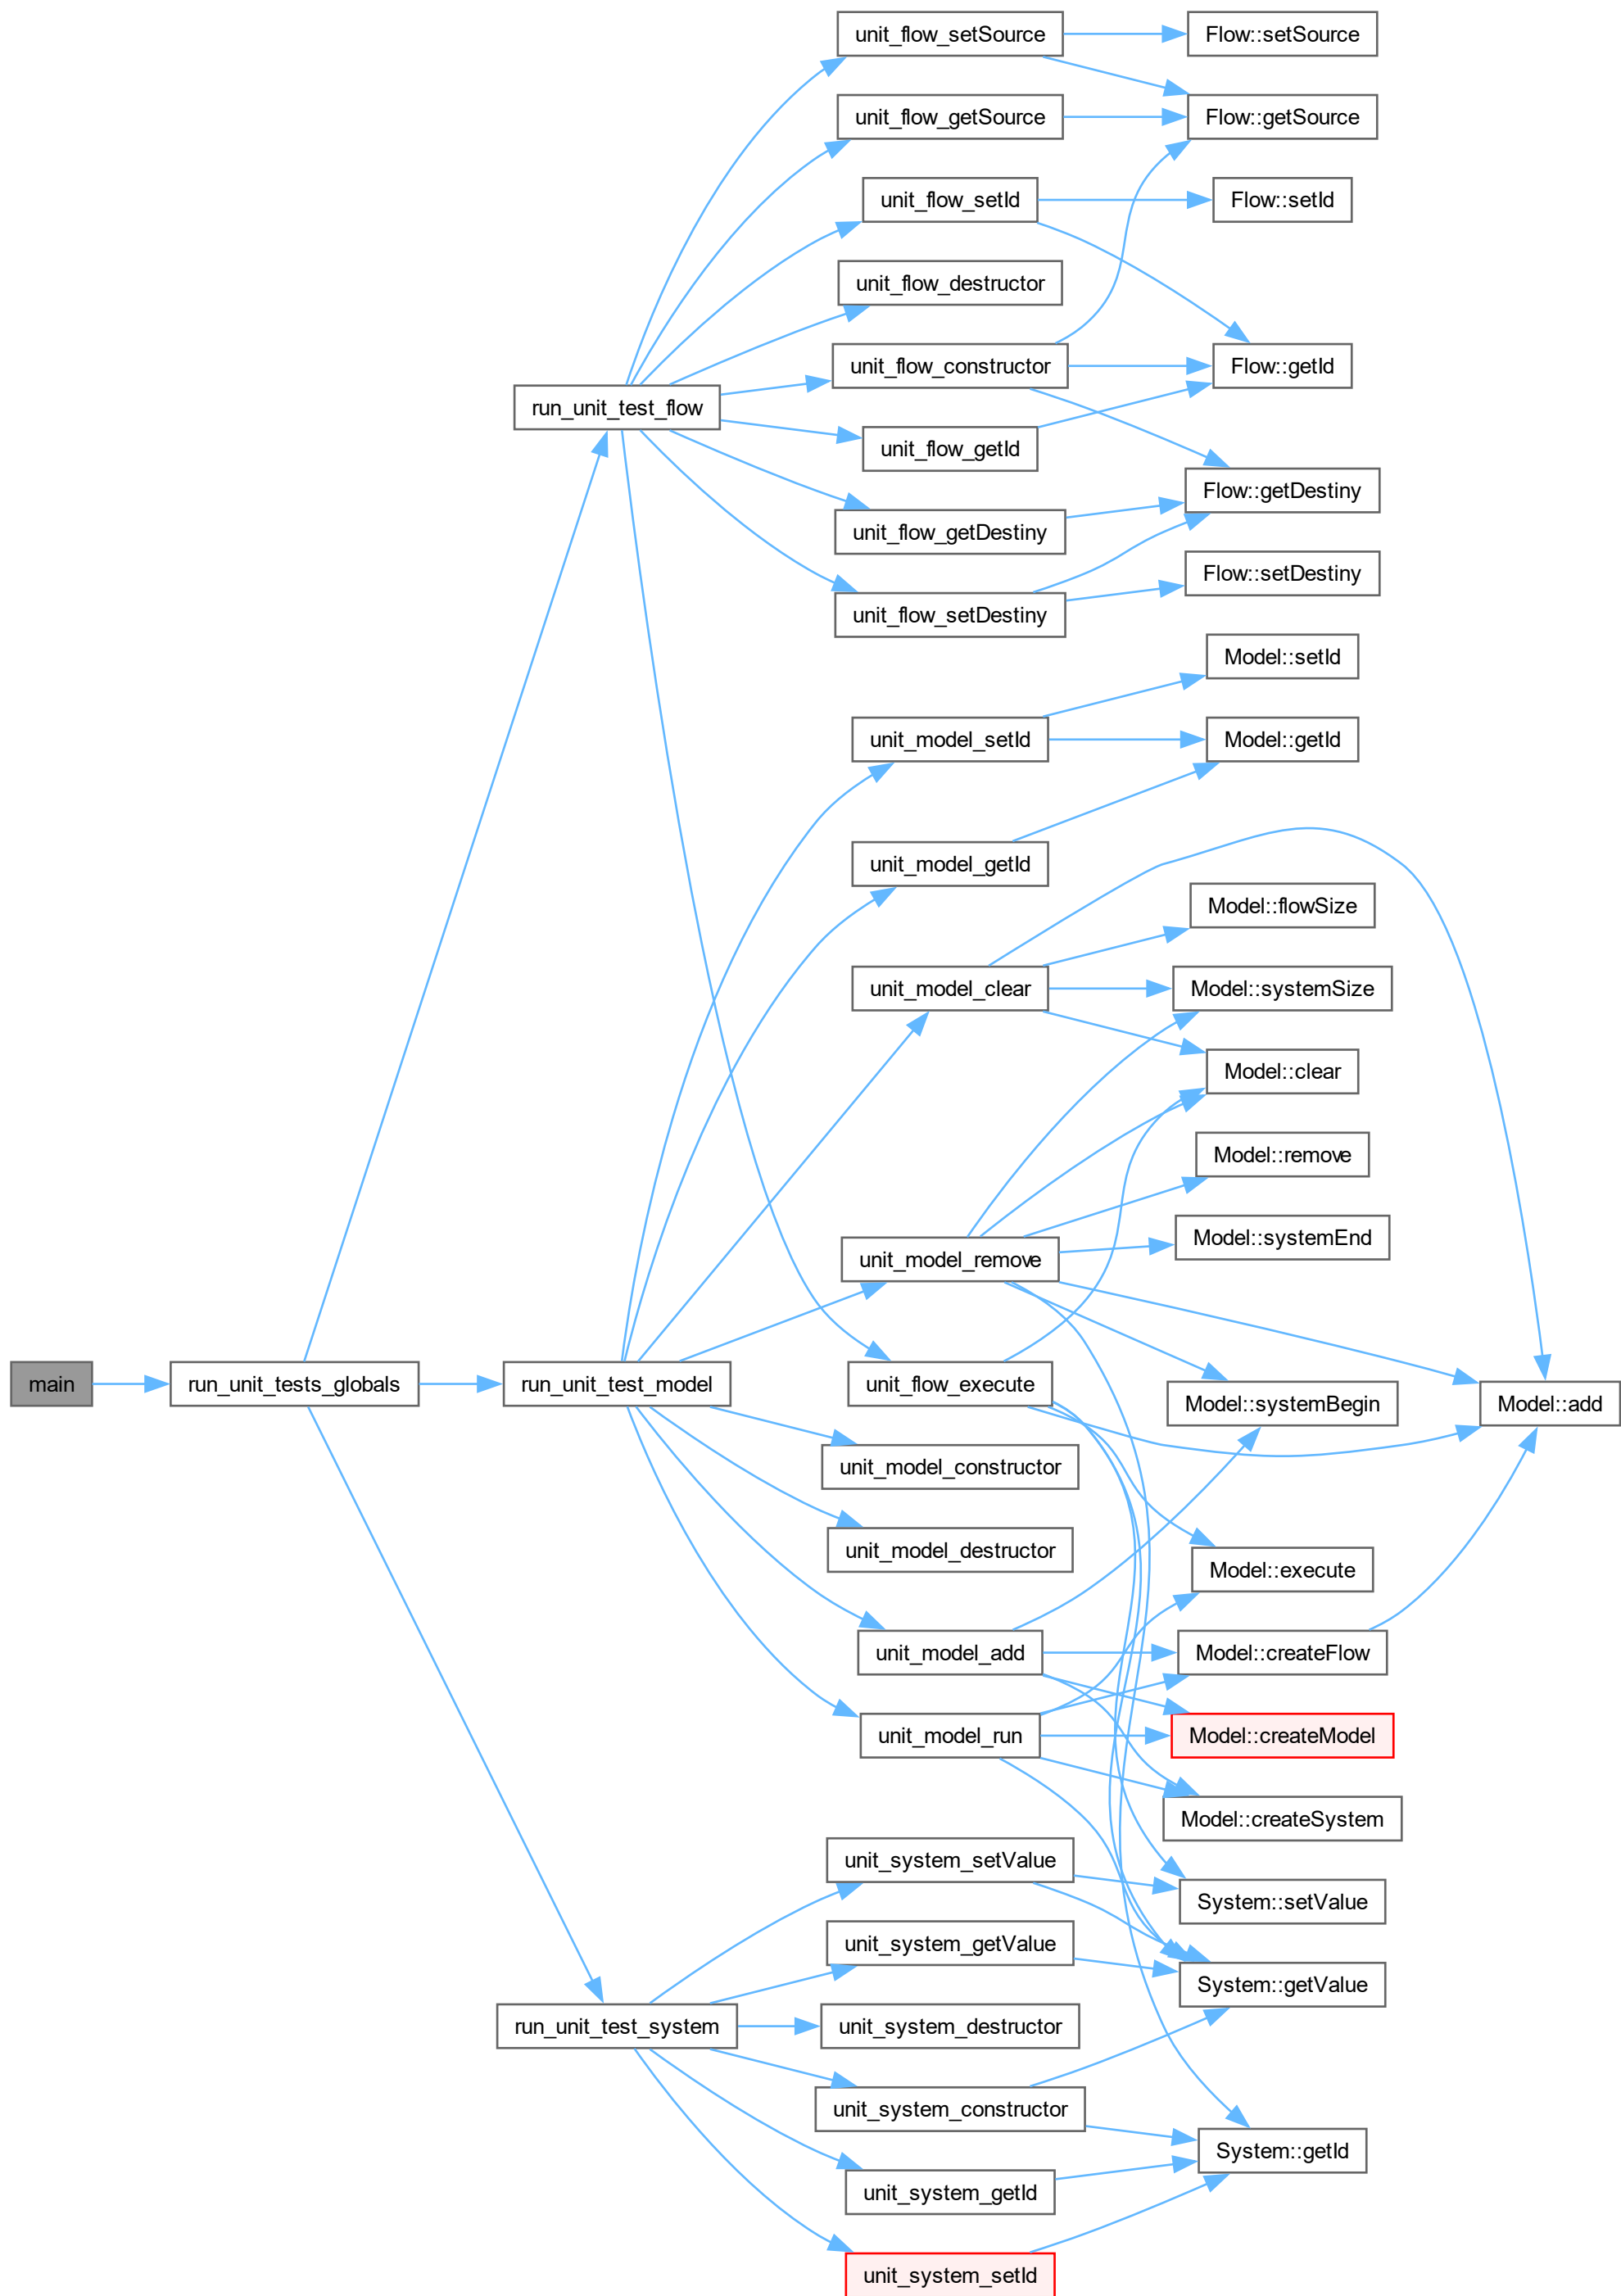 main
run_unit_tests_globals
run_unit_test_flow
run_unit_test_model
run_unit_test_system
unit_flow_setSource
unit_flow_getSource
unit_flow_setId
unit_flow_destructor
unit_flow_constructor
unit_flow_getId
unit_flow_getDestiny
unit_flow_setDestiny
unit_model_setId
unit_model_getId
unit_model_clear
unit_model_remove
unit_flow_execute
unit_model_constructor
unit_model_destructor
unit_model_add
unit_model_run
unit_system_setValue
unit_system_getValue
unit_system_destructor
unit_system_constructor
unit_system_getId
unit_system_setId
Flow::setSource
Flow::getSource
Flow::setId
Flow::getId
Flow::getDestiny
Flow::setDestiny
Model::setId
Model::getId
Model::flowSize
Model::systemSize
Model::clear
Model::remove
Model::systemEnd
Model::systemBegin
Model::execute
Model::createFlow
Model::createModel
Model::createSystem
System::setValue
System::getValue
System::getId
Model::add